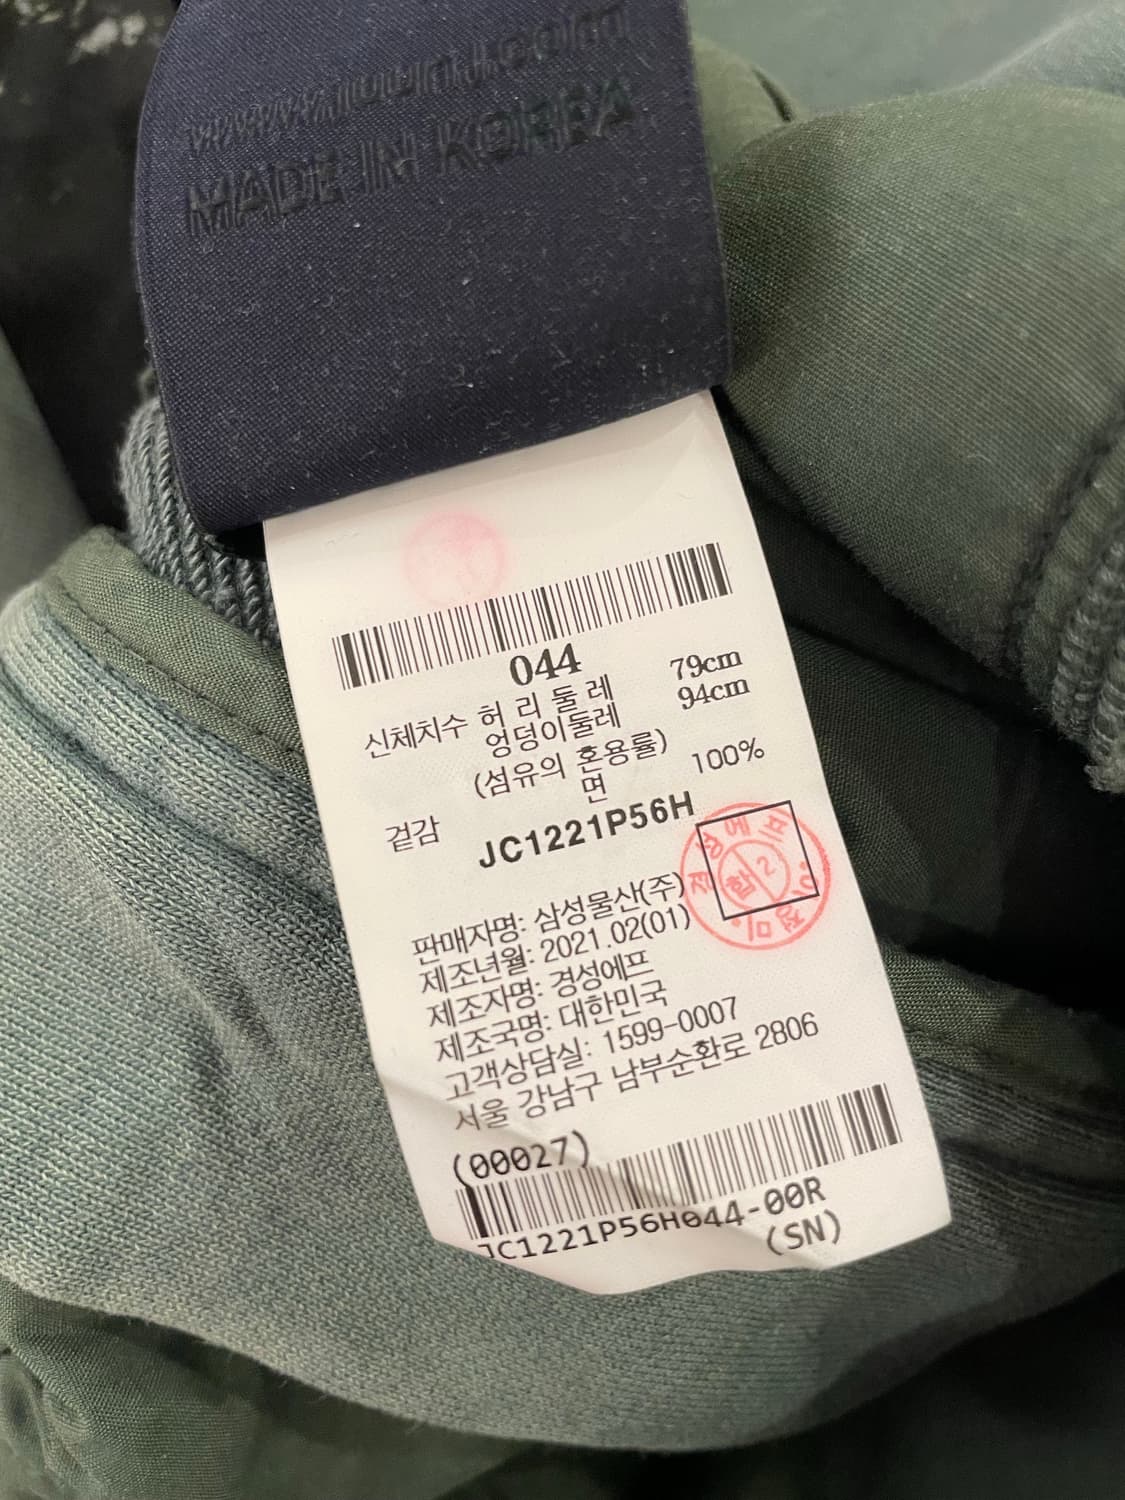 MADE IN KOREA
044
신체치수 허리둘레 79cm
엉덩이둘레 94cm
(섬유의 혼용률)
면 100%
겉감
JC1221P56H
판매자명: 삼성물산(주)
제조년월: 2021.02(01)
제조자명: 경성에프
제조국명: 대한민국
고객상담실: 1599-0007
서울 강남구 남부순환로 2806
(00027)
JC1221P56H044-00R
(SN)
합 2